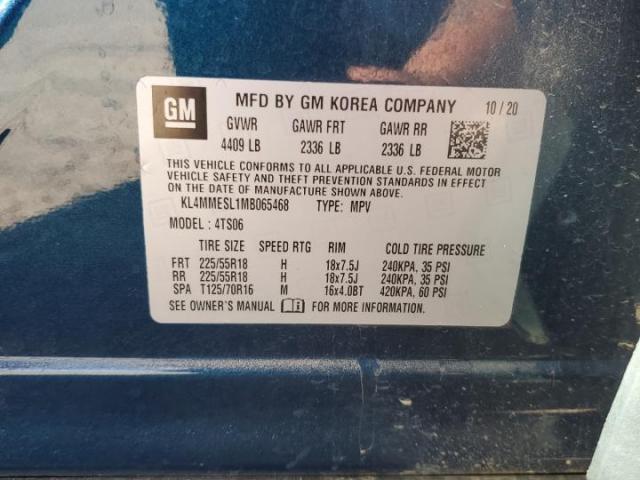 GM MFD BY GM KOREA COMPANY 10/20
GVWR GAWR FRT GAWR RR
4409 LB 2336 LB 2336 LB
THIS VEHICLE CONFORMS TO ALL APPLICABLE U.S. FEDERAL MOTOR
VEHICLE SAFETY AND THEFT PREVENTION STANDARDS IN EFFECT
ON THE DATE OF MANUFACTURE SHOWN ABOVE.
KL4MMESL1MB065468 TYPE: MPV
MODEL : 4TS06
TIRE SIZE SPEED RTG RIM COLD TIRE PRESSURE
FRT 225/55R18 H 18x7.5J 240KPA, 35 PSI
RR 225/55R18 H 18x7.5J 240KPA, 35 PSI
SPA T125/70R16 M 16x4.0BT 420KPA, 60 PSI
SEE OWNER'S MANUAL FOR MORE INFORMATION.